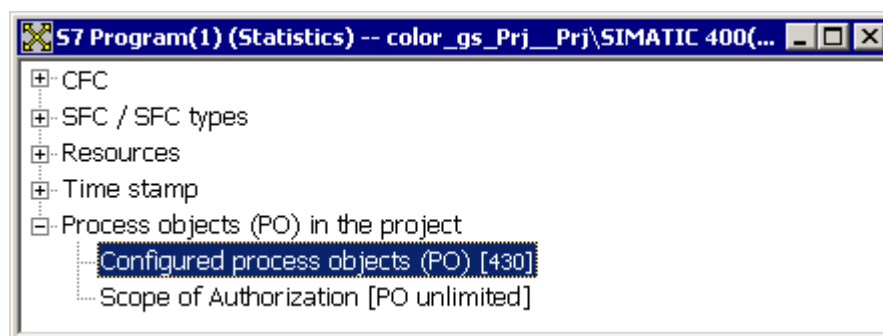 S7 Program(1) (Statistics) -- color_gs_Prj__Prj\SIMATIC 400(...
CFC
SFC / SFC types
Resources
Time stamp
Process objects (PO) in the project
Configured process objects (PO) [430]
Scope of Authorization [PO unlimited]